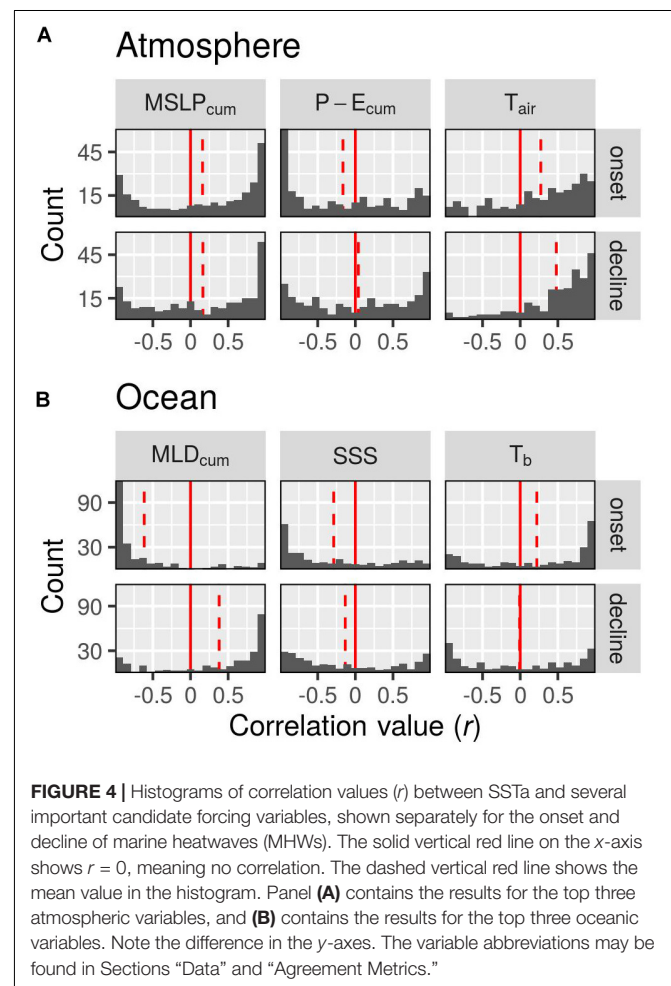 A Atmosphere
MSLPcum P – Ecum Tair
45
15
onset
45
15
decline
Count
-0.5 0 0.5 -0.5 0 0.5 -0.5 0 0.5
B Ocean
MLDcum SSS Tb
90
30
onset
90
30
decline
Count
-0.5 0 0.5 -0.5 0 0.5 -0.5 0 0.5
Correlation value (r)
FIGURE 4 | Histograms of correlation values (r) between SSTa and several
important candidate forcing variables, shown separately for the onset and
decline of marine heatwaves (MHWs). The solid vertical red line on the x-axis
shows r = 0, meaning no correlation. The dashed vertical red line shows the
mean value in the histogram. Panel (A) contains the results for the top three
atmospheric variables, and (B) contains the results for the top three oceanic
variables. Note the difference in the y-axes. The variable abbreviations may be
found in Sections “Data” and “Agreement Metrics.”